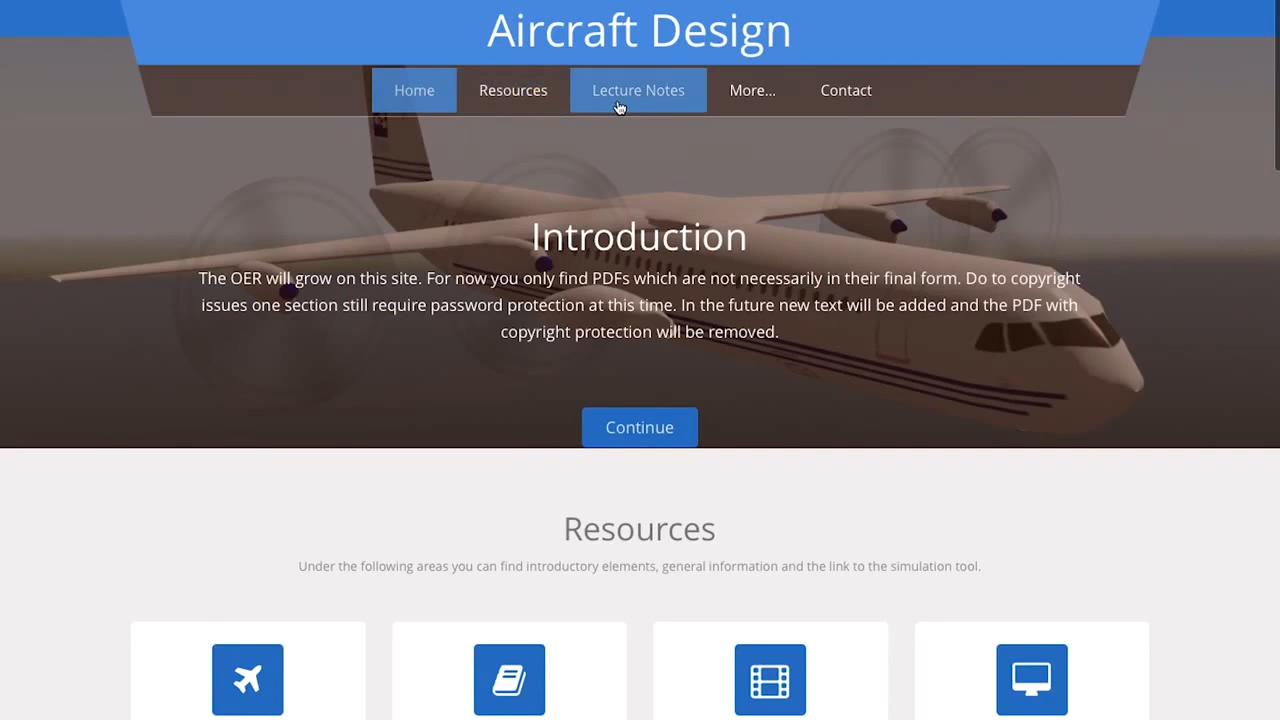 Aircraft Design
Home Resources Lecture Notes More... Contact
Introduction
The OER will grow on this site. For now you only find PDFs which are not necessarily in their final form. Do to copyright
issues one section still require password protection at this time. In the future new text will be added and the PDF with
copyright protection will be removed.
Continue
Resources
Under the following areas you can find introductory elements, general information and the link to the simulation tool.